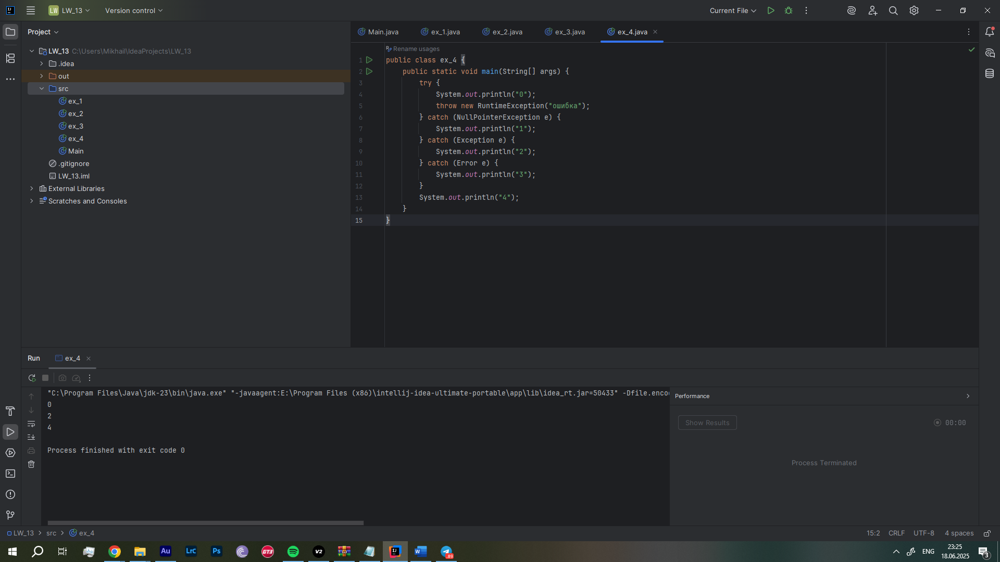 LW LW_13 Version control Current File
Project
Main.java ex_1.java ex_2.java ex_3.java ex_4.java
LW_13 C:\Users\Mikhail\IdeaProjects\LW_13
.idea
out
src
ex_1
ex_2
ex_3
ex_4
Main
.gitignore
LW_13.iml
External Libraries
Scratches and Consoles
Rename usages
1 public class ex_4 {
2 public static void main(String[] args) {
3 try {
4 System.out.println("0");
5 throw new RuntimeException("ошибка");
6 } catch (NullPointerException e) {
7 System.out.println("1");
8 } catch (Exception e) {
9 System.out.println("2");
10 } catch (Error e) {
11 System.out.println("3");
12 }
13 System.out.println("4");
14 }
15 }
Run ex_4
"C:\Program Files\Java\jdk-23\bin\java.exe" "-javaagent:E:\Program Files (x86)\intellij-idea-ultimate-portable\app\lib\idea_rt.jar=50433" -Dfile.enco
0
2
4
Process finished with exit code 0
Performance
Show Results 00:00
Process Terminated
LW_13 src ex_4 15:2 CRLF UTF-8 4 spaces
Au LrC Ps GT3 V2 IJ W .89 ENG 23:25
18.06.2025 3